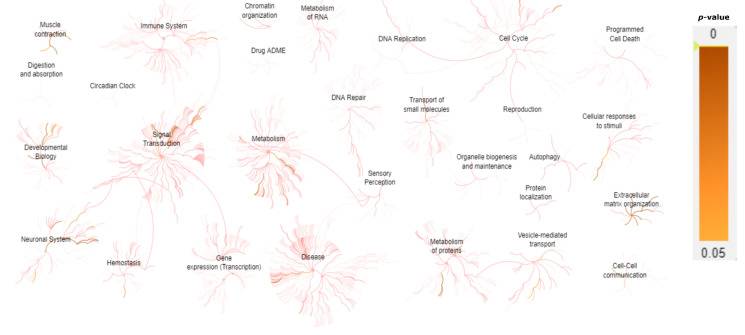 Muscle
contraction
Immune System
Chromatin
organization
Metabolism
of RNA
Drug ADME
DNA Replication
Cell Cycle
Programmed
Cell Death
p-value
0
Digestion
and absorption
Circadian Clock
DNA Repair
Transport of
small molecules
Reproduction
Cellular responses
to stimuli
Developmental
Biology
Signal
Transduction
Metabolism
Organelle biogenesis
and maintenance
Autophagy
Sensory
Perception
Protein
localization
Extracellular
matrix organization
Neuronal System
Hemostasis
Gene
expression (Transcription)
Disease
Metabolism
of proteins
Vesicle-mediated
transport
Cell-Cell
communication
0.05